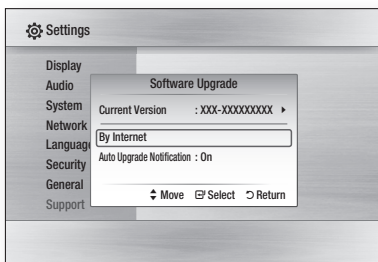 Settings
Display
Audio
System
Network
Language
Security
General
Support
Software Upgrade
Current Version : XXX-XXXXXXXXX
By Internet
Auto Upgrade Notification : On
Move Select Return